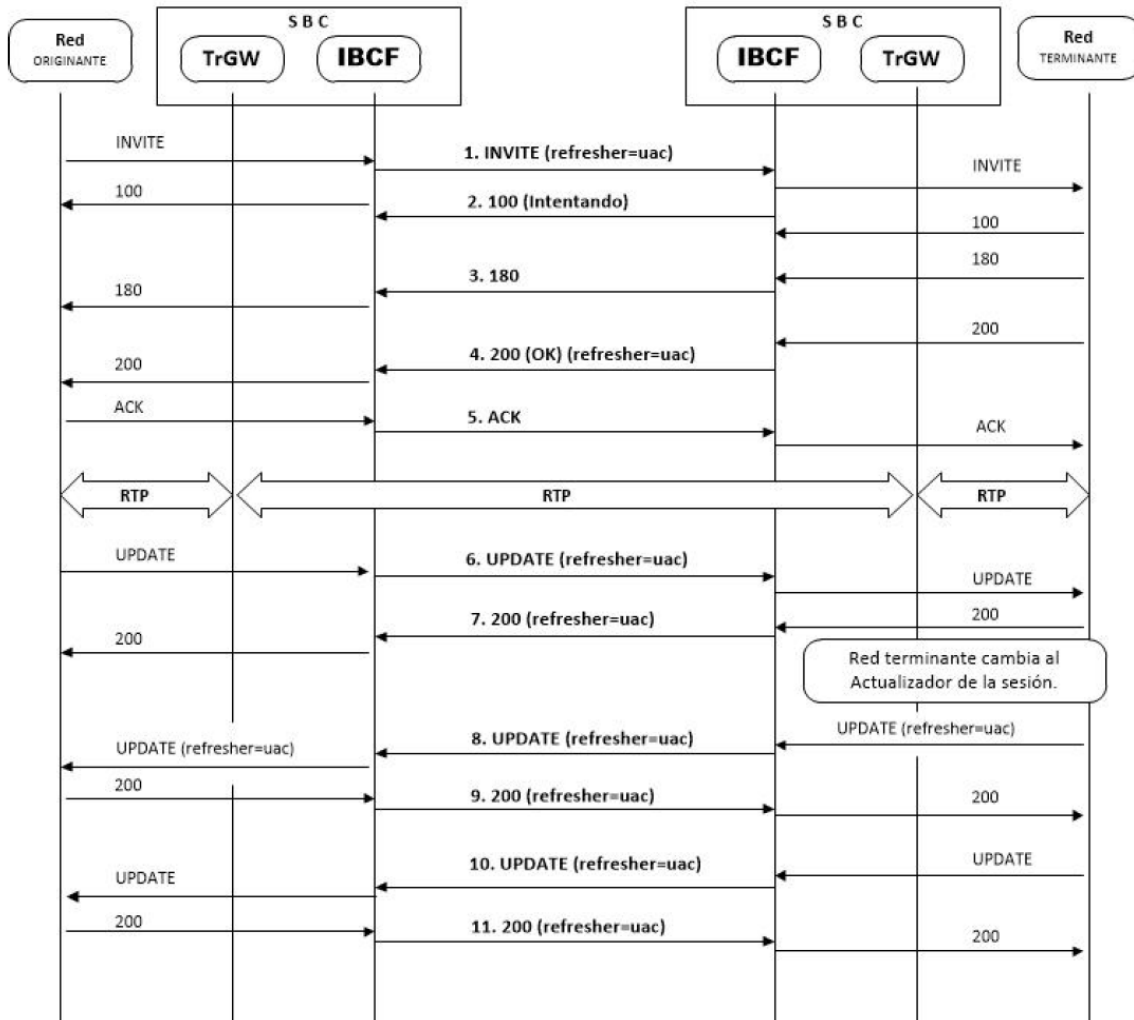 S B C
S B C
Red
ORIGINANTE
TrGW
IBCF
IBCF
TrGW
Red
TERMINANTE
INVITE
1. INVITE (refresher=uac)
INVITE
100
2. 100 (Intentando)
100
180
3. 180
180
200
4. 200 (OK) (refresher=uac)
200
ACK
5. ACK
ACK
RTP
RTP
RTP
UPDATE
6. UPDATE (refresher=uac)
UPDATE
200
7. 200 (refresher=uac)
200
Red terminante cambia al
Actualizador de la sesión.
UPDATE (refresher=uac)
8. UPDATE (refresher=uac)
UPDATE (refresher=uac)
200
9. 200 (refresher=uac)
200
10. UPDATE (refresher=uac)
UPDATE
UPDATE
200
11. 200 (refresher=uac)
200